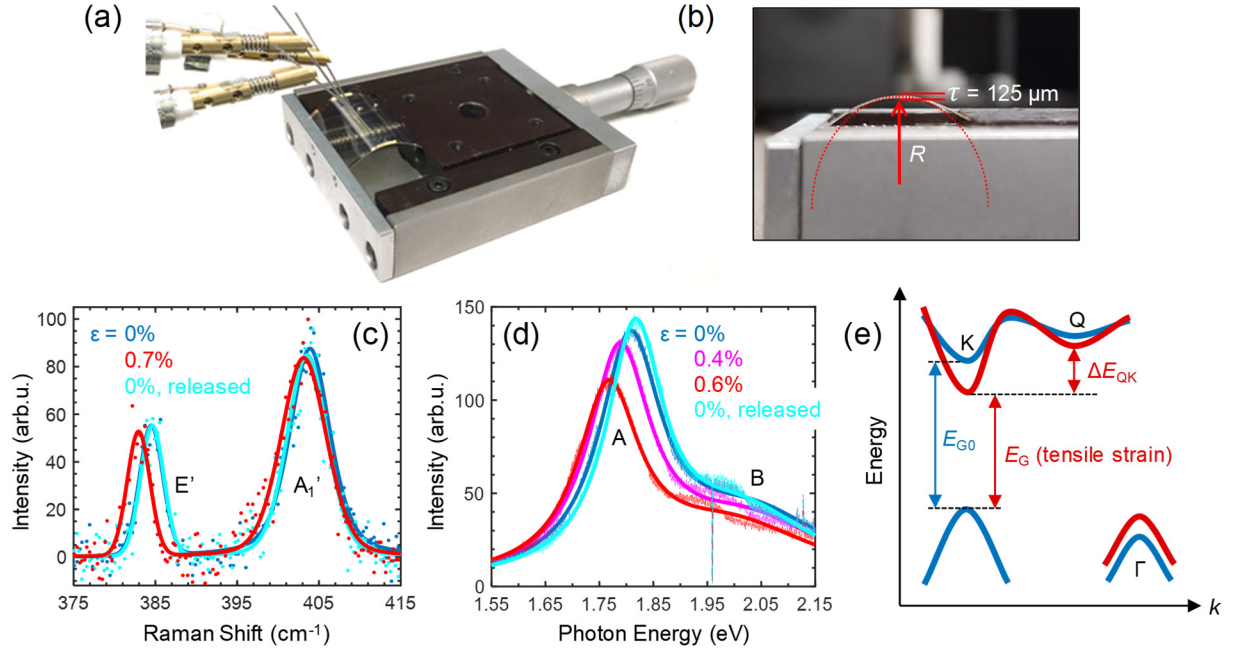 (a)
(b)
τ = 125 μm
R
(c)
ε = 0%
0.7%
0%, released
E’
A₁’
100
80
60
40
20
0
375 385 395 405 415
Intensity (arb.u.)
Raman Shift (cm⁻¹)
(d)
ε = 0%
0.4%
0.6%
0%, released
A
B
150
100
50
0
1.55 1.65 1.75 1.85 1.95 2.05 2.15
Intensity (arb.u.)
Photon Energy (eV)
(e)
K
Q
ΔE_QK
E_G0
E_G (tensile strain)
Γ
Energy
k